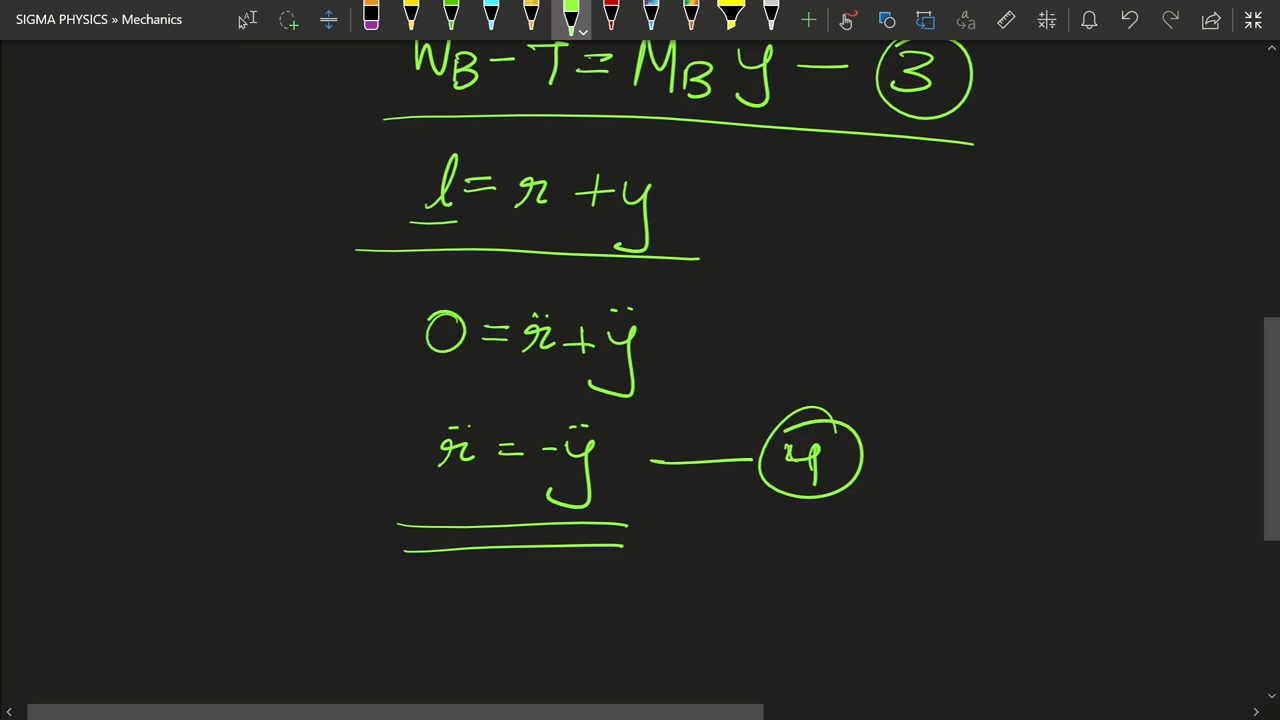 SIGMA PHYSICS » Mechanics
W_B - T = M_B y — 3
l = r + y
0 = r̈ + ÿ
r̈ = -ÿ — 4